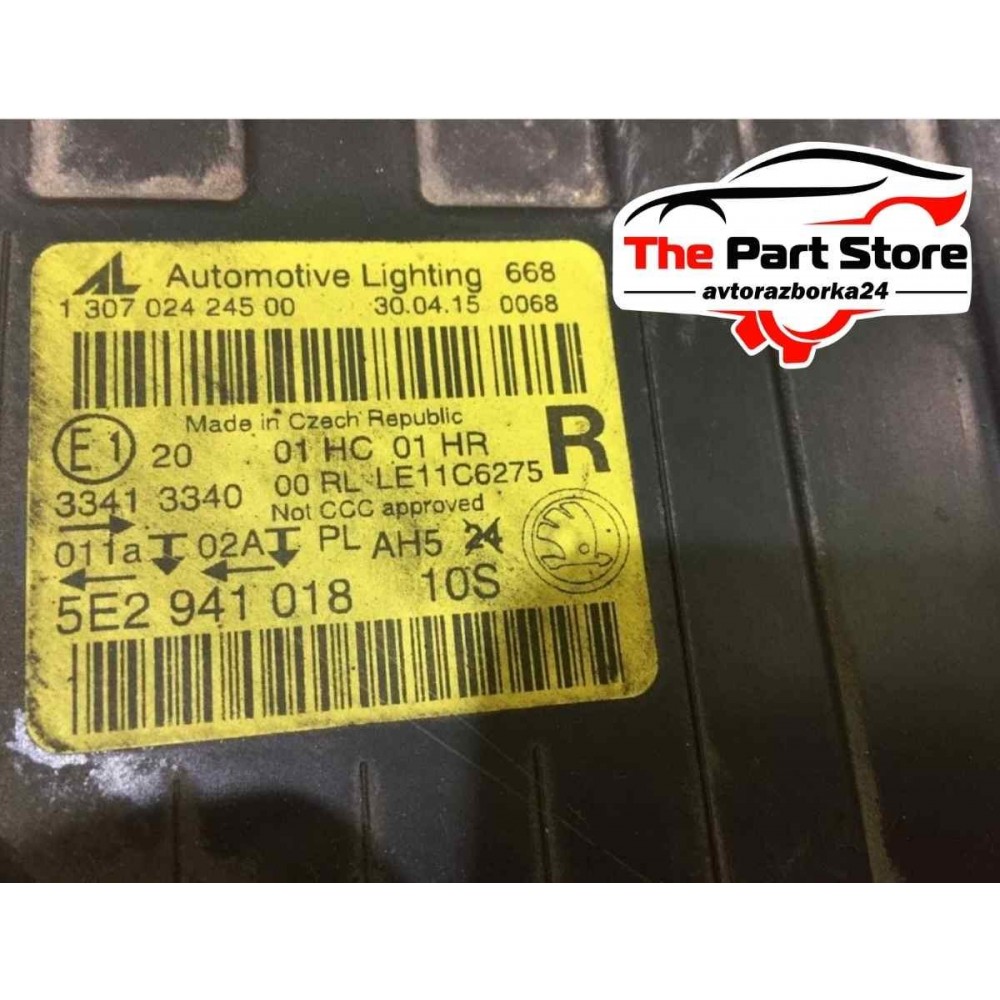 The Part Store
avtorazborka24
AL Automotive Lighting 668
1 307 024 245 00 30.04.15 0068
Made in Czech Republic
E1 20 01 HC 01 HR R
00 RL LE11C6275
3341 3340
Not CCC approved
011a 02A PL AH5 24
5E2 941 018 10S